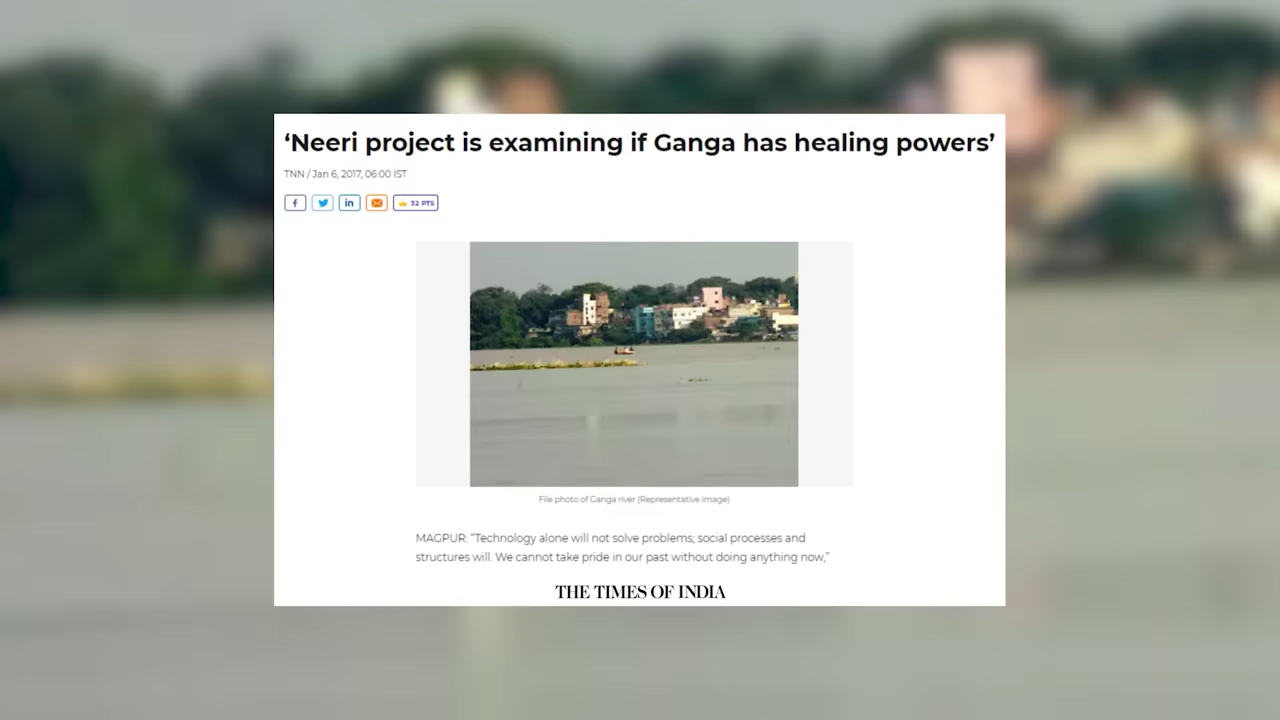 ‘Neeri project is examining if Ganga has healing powers’
TNN / Jan 6, 2017, 06:00 IST
f in 32 PTS
File photo of Ganga river (Representative image)
MAGPUR: “Technology alone will not solve problems; social processes and
structures will. We cannot take pride in our past without doing anything now,”
THE TIMES OF INDIA